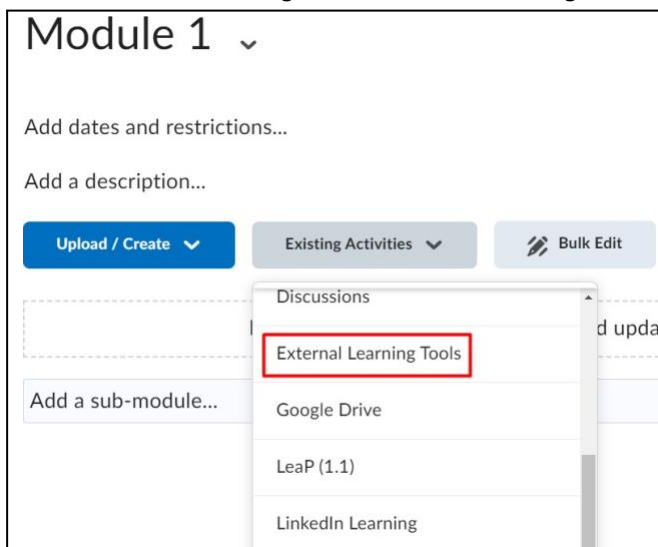 Module 1
Add dates and restrictions...
Add a description...
Upload / Create Existing Activities Bulk Edit
Discussions
d upda
External Learning Tools
Add a sub-module...
Google Drive
LeaP (1.1)
LinkedIn Learning